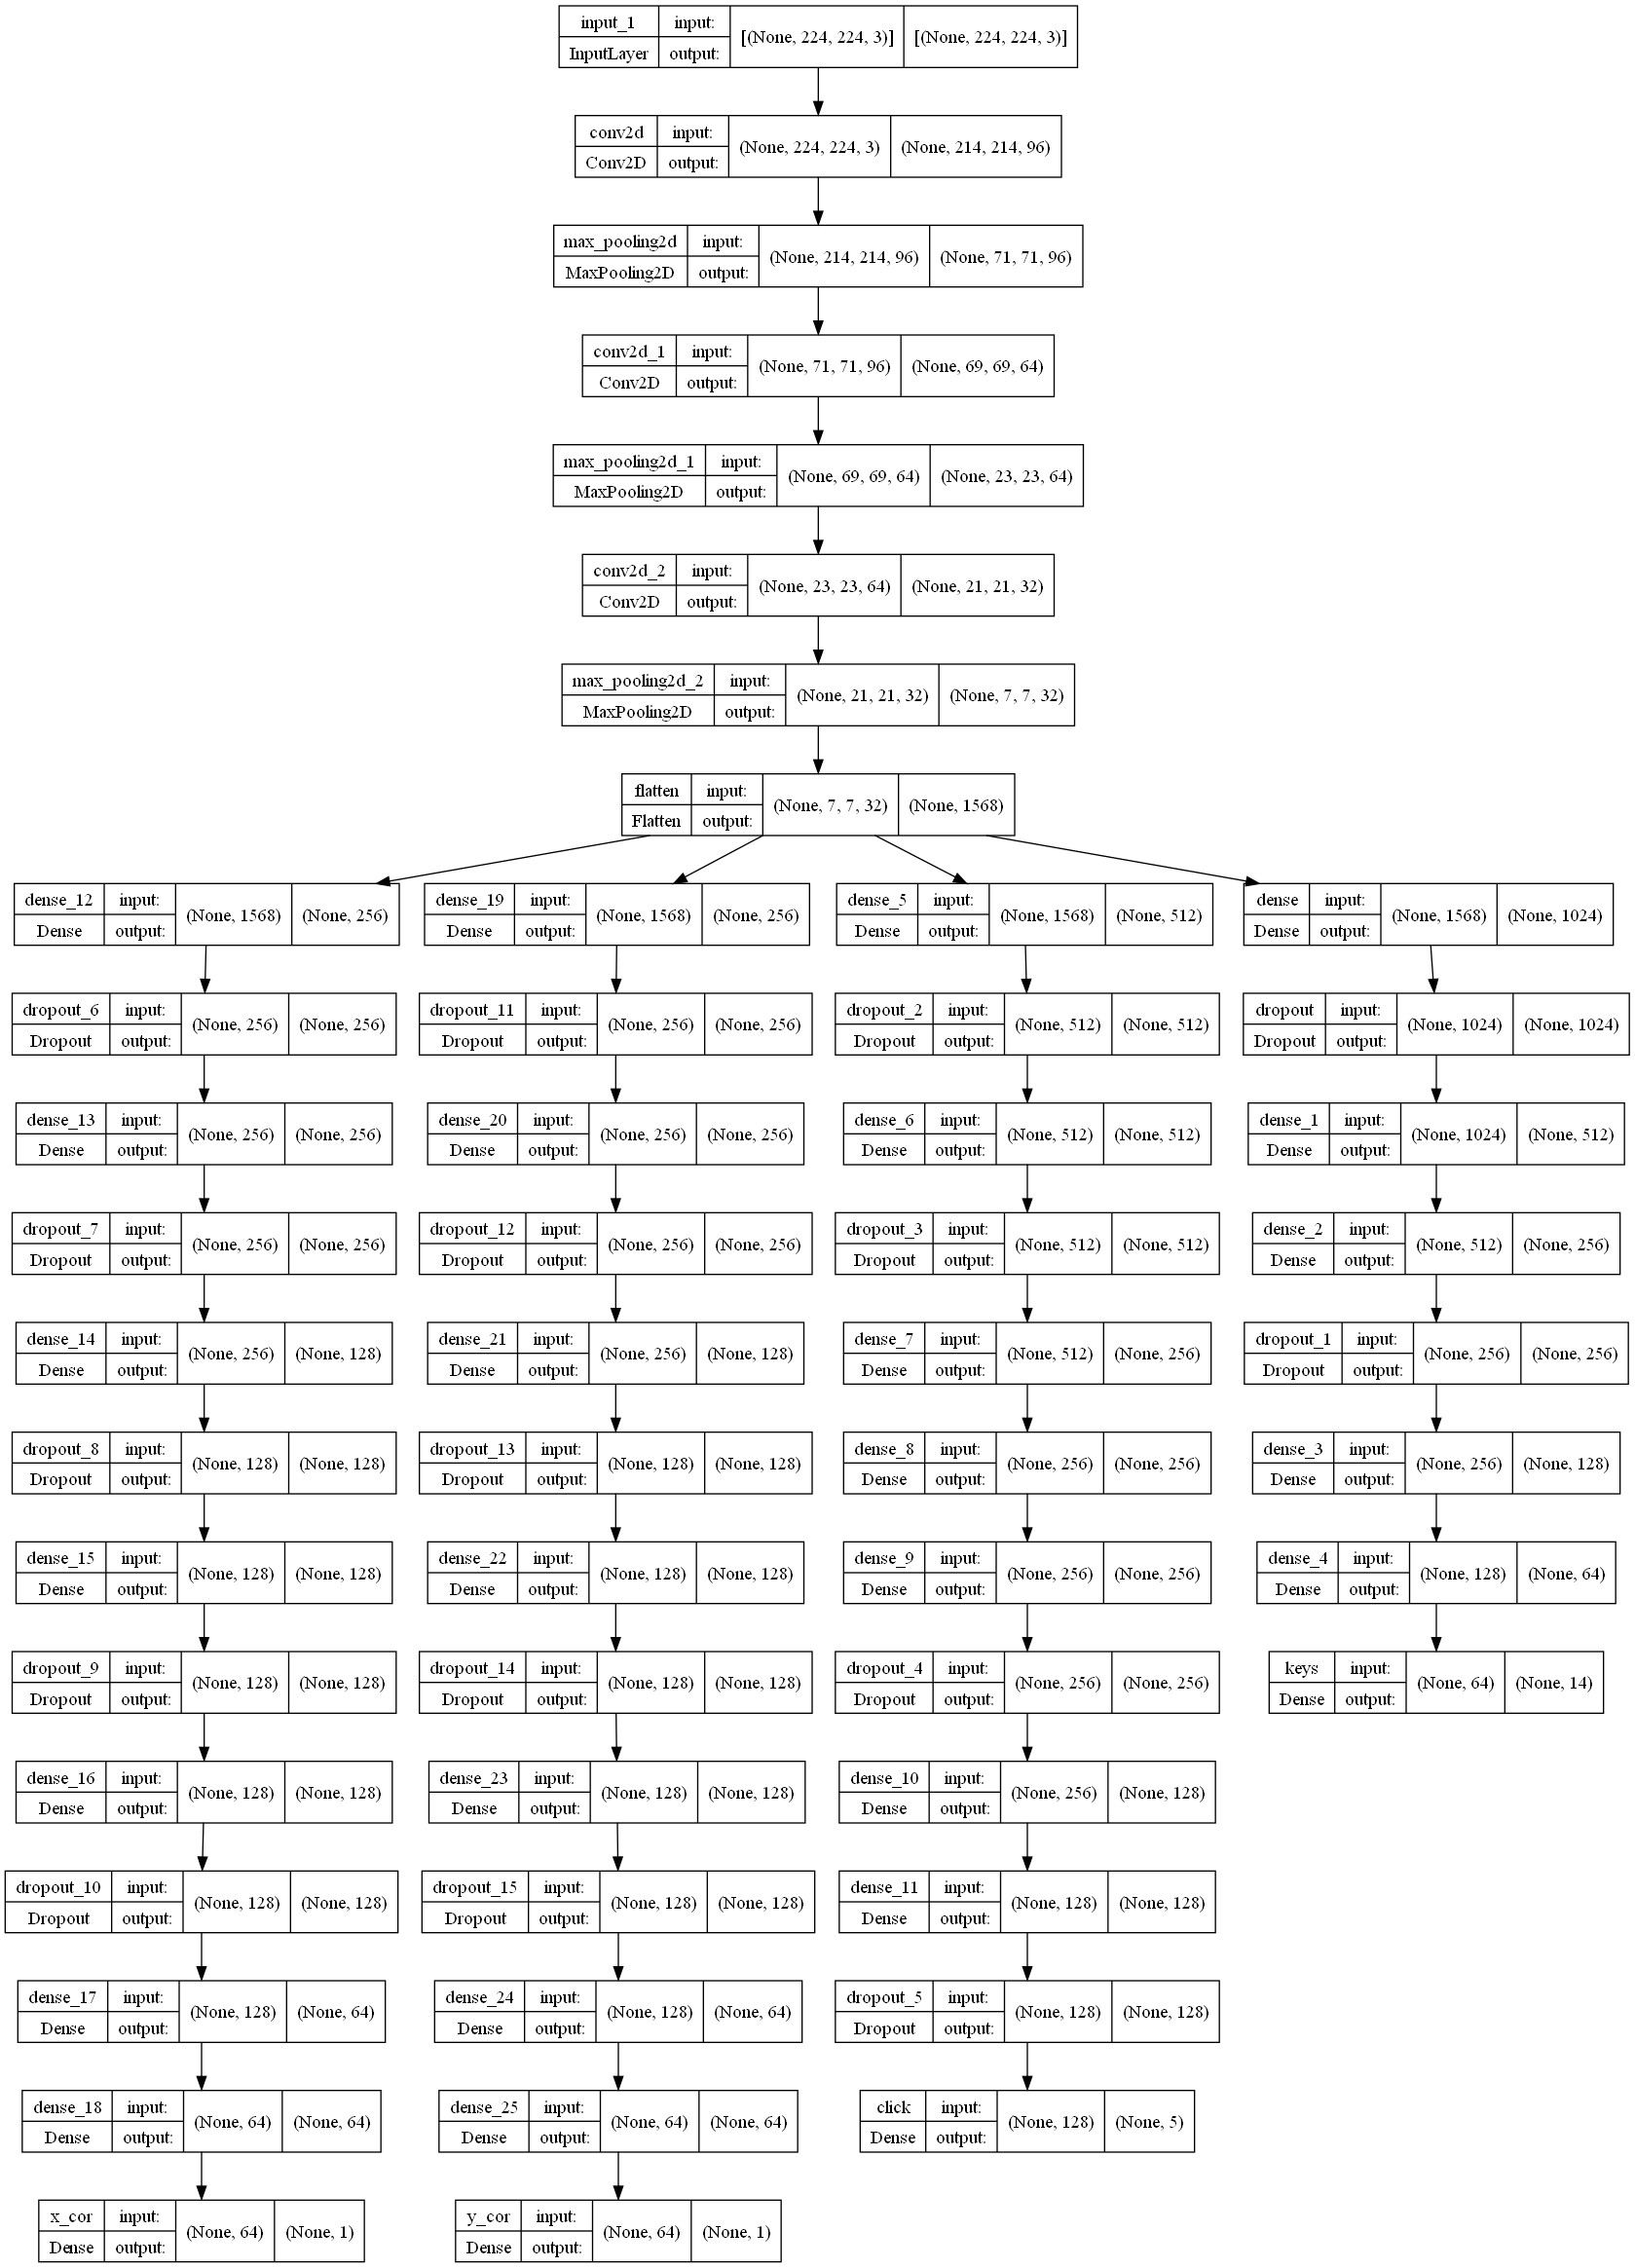 input_1 input: [(None, 224, 224, 3)] [(None, 224, 224, 3)]
InputLayer output:
conv2d input: (None, 224, 224, 3) (None, 214, 214, 96)
Conv2D output:
max_pooling2d input: (None, 214, 214, 96) (None, 71, 71, 96)
MaxPooling2D output:
conv2d_1 input: (None, 71, 71, 96) (None, 69, 69, 64)
Conv2D output:
max_pooling2d_1 input: (None, 69, 69, 64) (None, 23, 23, 64)
MaxPooling2D output:
conv2d_2 input: (None, 23, 23, 64) (None, 21, 21, 32)
Conv2D output:
max_pooling2d_2 input: (None, 21, 21, 32) (None, 7, 7, 32)
MaxPooling2D output:
flatten input: (None, 7, 7, 32) (None, 1568)
Flatten output:
dense_12 input: (None, 1568) (None, 256)
Dense output:
dense_19 input: (None, 1568) (None, 256)
Dense output:
dense_5 input: (None, 1568) (None, 512)
Dense output:
dense input: (None, 1568) (None, 1024)
Dense output:
dropout_6 input: (None, 256) (None, 256)
Dropout output:
dropout_11 input: (None, 256) (None, 256)
Dropout output:
dropout_2 input: (None, 512) (None, 512)
Dropout output:
dropout input: (None, 1024) (None, 1024)
Dropout output:
dense_13 input: (None, 256) (None, 256)
Dense output:
dense_20 input: (None, 256) (None, 256)
Dense output:
dense_6 input: (None, 512) (None, 512)
Dense output:
dense_1 input: (None, 1024) (None, 512)
Dense output:
dropout_7 input: (None, 256) (None, 256)
Dropout output:
dropout_12 input: (None, 256) (None, 256)
Dropout output:
dropout_3 input: (None, 512) (None, 512)
Dropout output:
dense_2 input: (None, 512) (None, 256)
Dense output:
dense_14 input: (None, 256) (None, 128)
Dense output:
dense_21 input: (None, 256) (None, 128)
Dense output:
dense_7 input: (None, 512) (None, 256)
Dense output:
dropout_1 input: (None, 256) (None, 256)
Dropout output:
dropout_8 input: (None, 128) (None, 128)
Dropout output:
dropout_13 input: (None, 128) (None, 128)
Dropout output:
dense_8 input: (None, 256) (None, 256)
Dense output:
dense_3 input: (None, 256) (None, 128)
Dense output:
dense_15 input: (None, 128) (None, 128)
Dense output:
dense_22 input: (None, 128) (None, 128)
Dense output:
dense_9 input: (None, 256) (None, 256)
Dense output:
dense_4 input: (None, 128) (None, 64)
Dense output:
dropout_9 input: (None, 128) (None, 128)
Dropout output:
dropout_14 input: (None, 128) (None, 128)
Dropout output:
dropout_4 input: (None, 256) (None, 256)
Dropout output:
keys input: (None, 64) (None, 14)
Dense output:
dense_16 input: (None, 128) (None, 128)
Dense output:
dense_23 input: (None, 128) (None, 128)
Dense output:
dense_10 input: (None, 256) (None, 128)
Dense output:
dropout_10 input: (None, 128) (None, 128)
Dropout output:
dropout_15 input: (None, 128) (None, 128)
Dropout output:
dense_11 input: (None, 128) (None, 128)
Dense output:
dense_17 input: (None, 128) (None, 64)
Dense output:
dense_24 input: (None, 128) (None, 64)
Dense output:
dropout_5 input: (None, 128) (None, 128)
Dropout output:
dense_18 input: (None, 64) (None, 64)
Dense output:
dense_25 input: (None, 64) (None, 64)
Dense output:
click input: (None, 128) (None, 5)
Dense output:
x_cor input: (None, 64) (None, 1)
Dense output:
y_cor input: (None, 64) (None, 1)
Dense output: